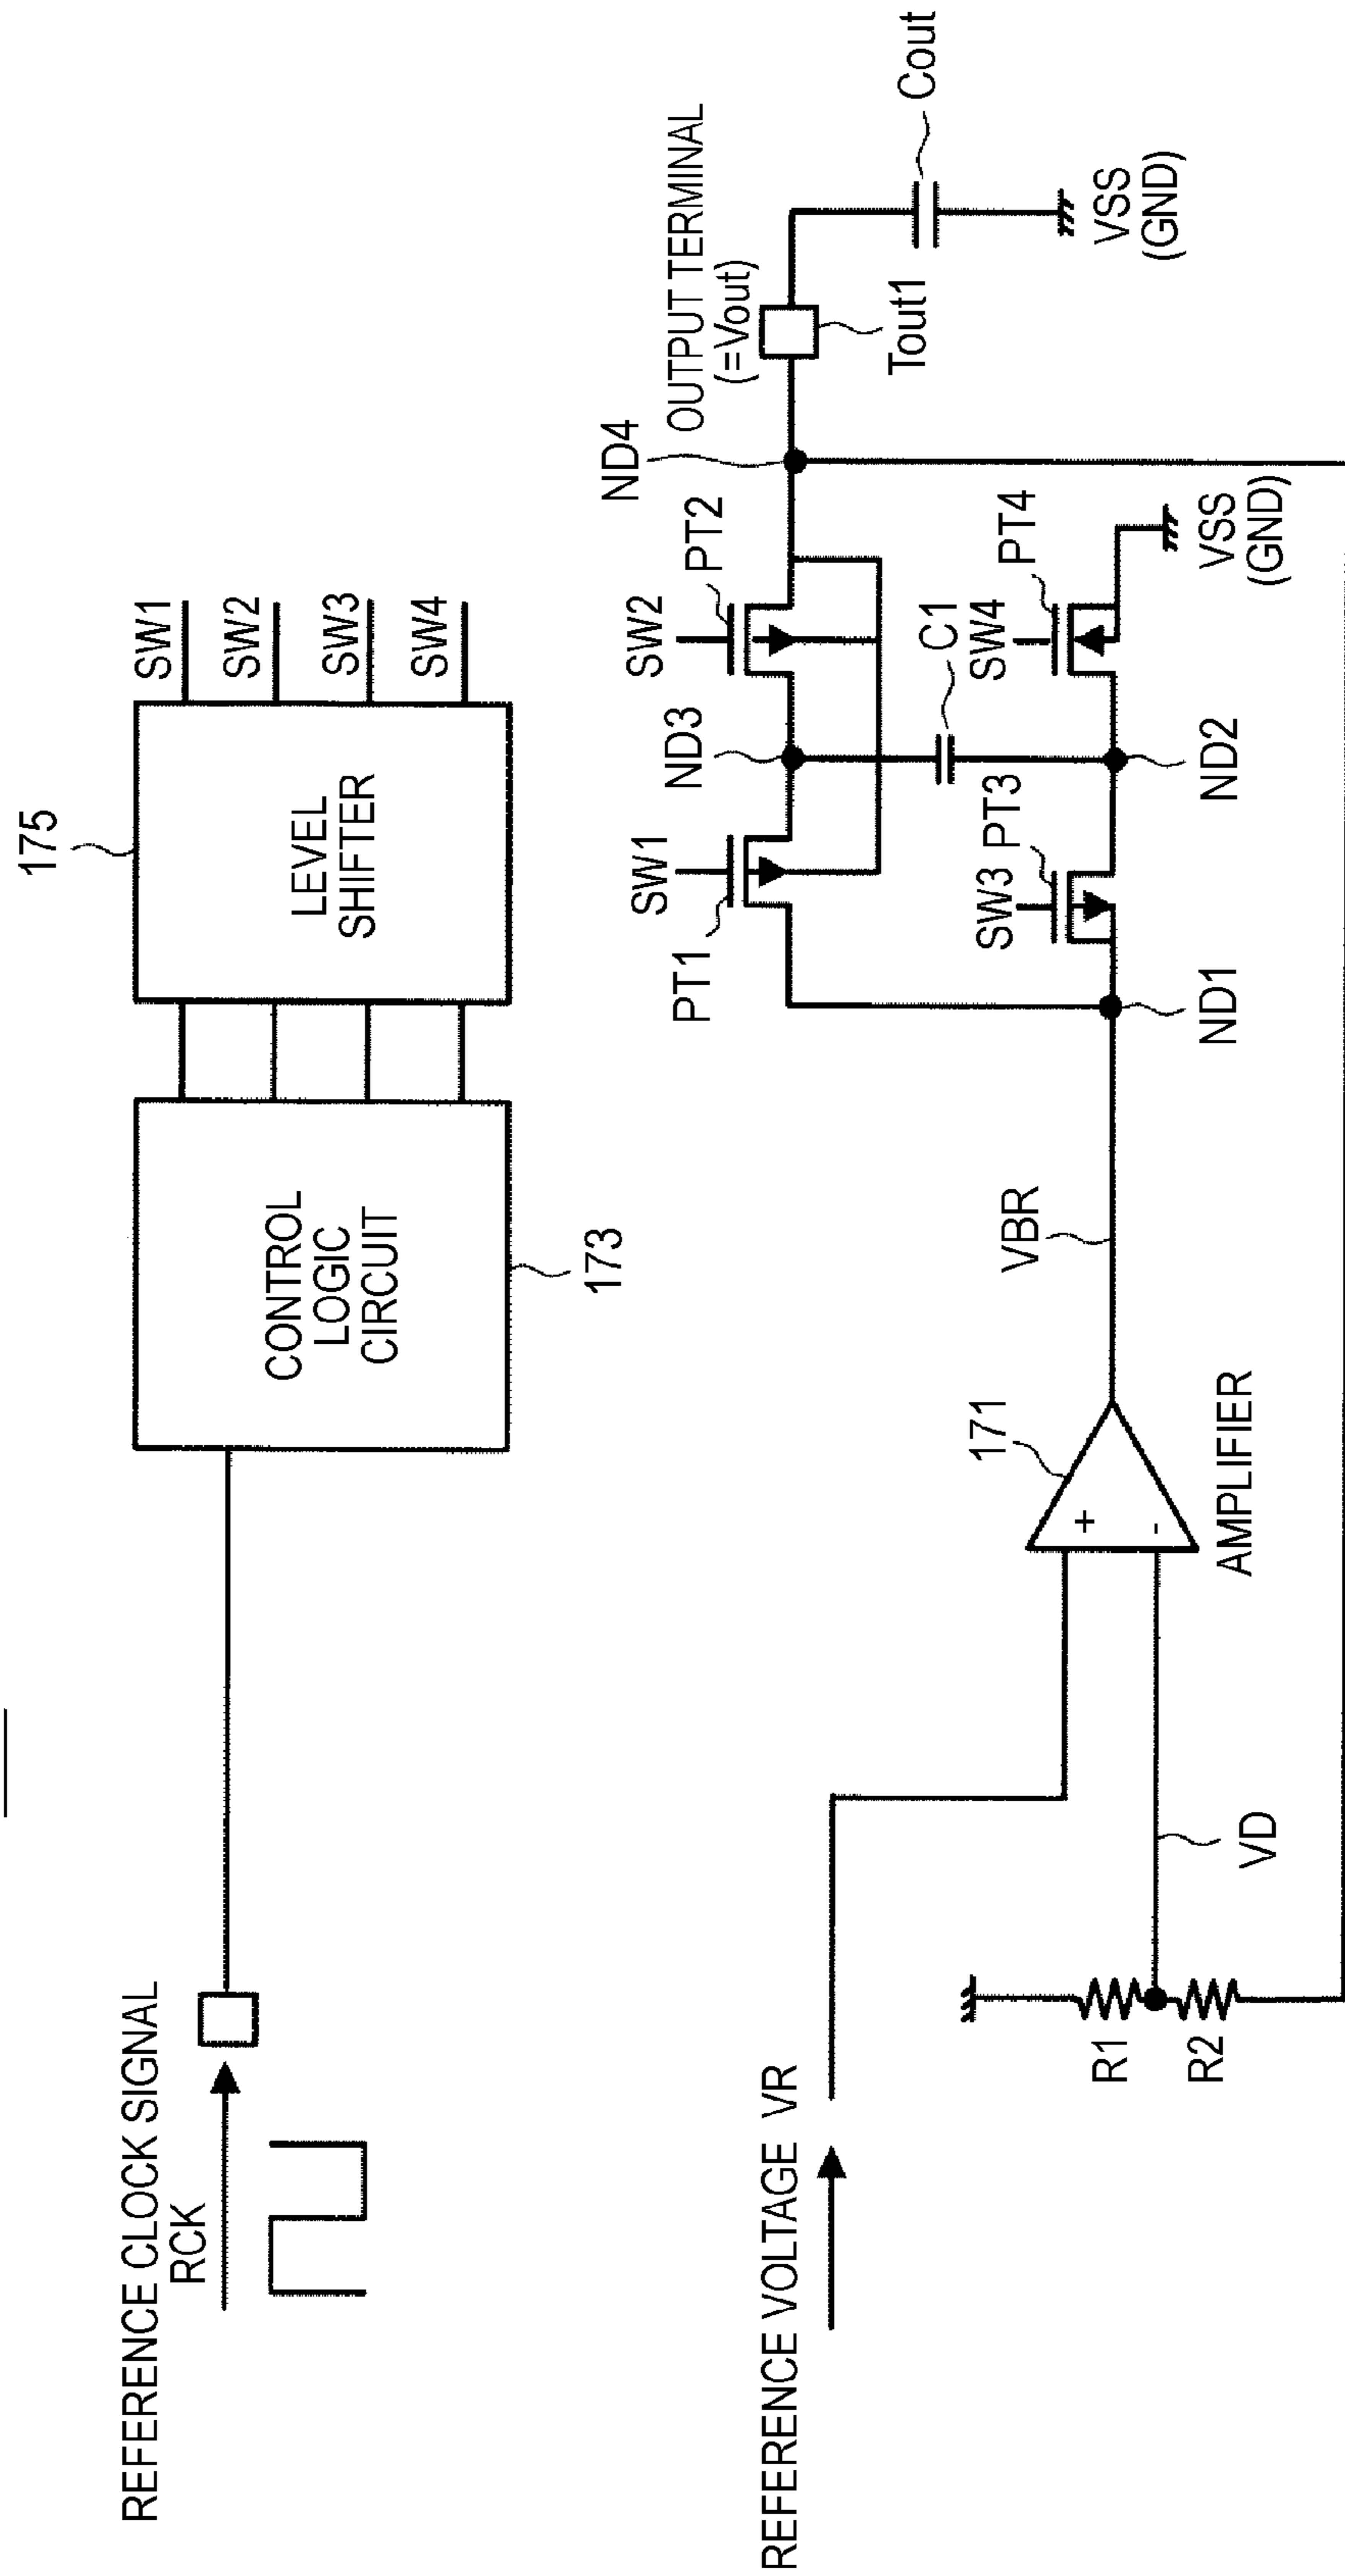 REFERENCE CLOCK SIGNAL
RCK
CONTROL
LOGIC
CIRCUIT
173
175
LEVEL
SHIFTER
SW1
SW2
SW3
SW4
REFERENCE VOLTAGE VR
R1
R2
VD
+
-
171
AMPLIFIER
VBR
ND1
PT1
SW1
SW3
PT3
ND3
ND2
C1
SW2
PT2
SW4
PT4
VSS
(GND)
ND4
OUTPUT TERMINAL
(=Vout)
Tout1
Cout
VSS
(GND)